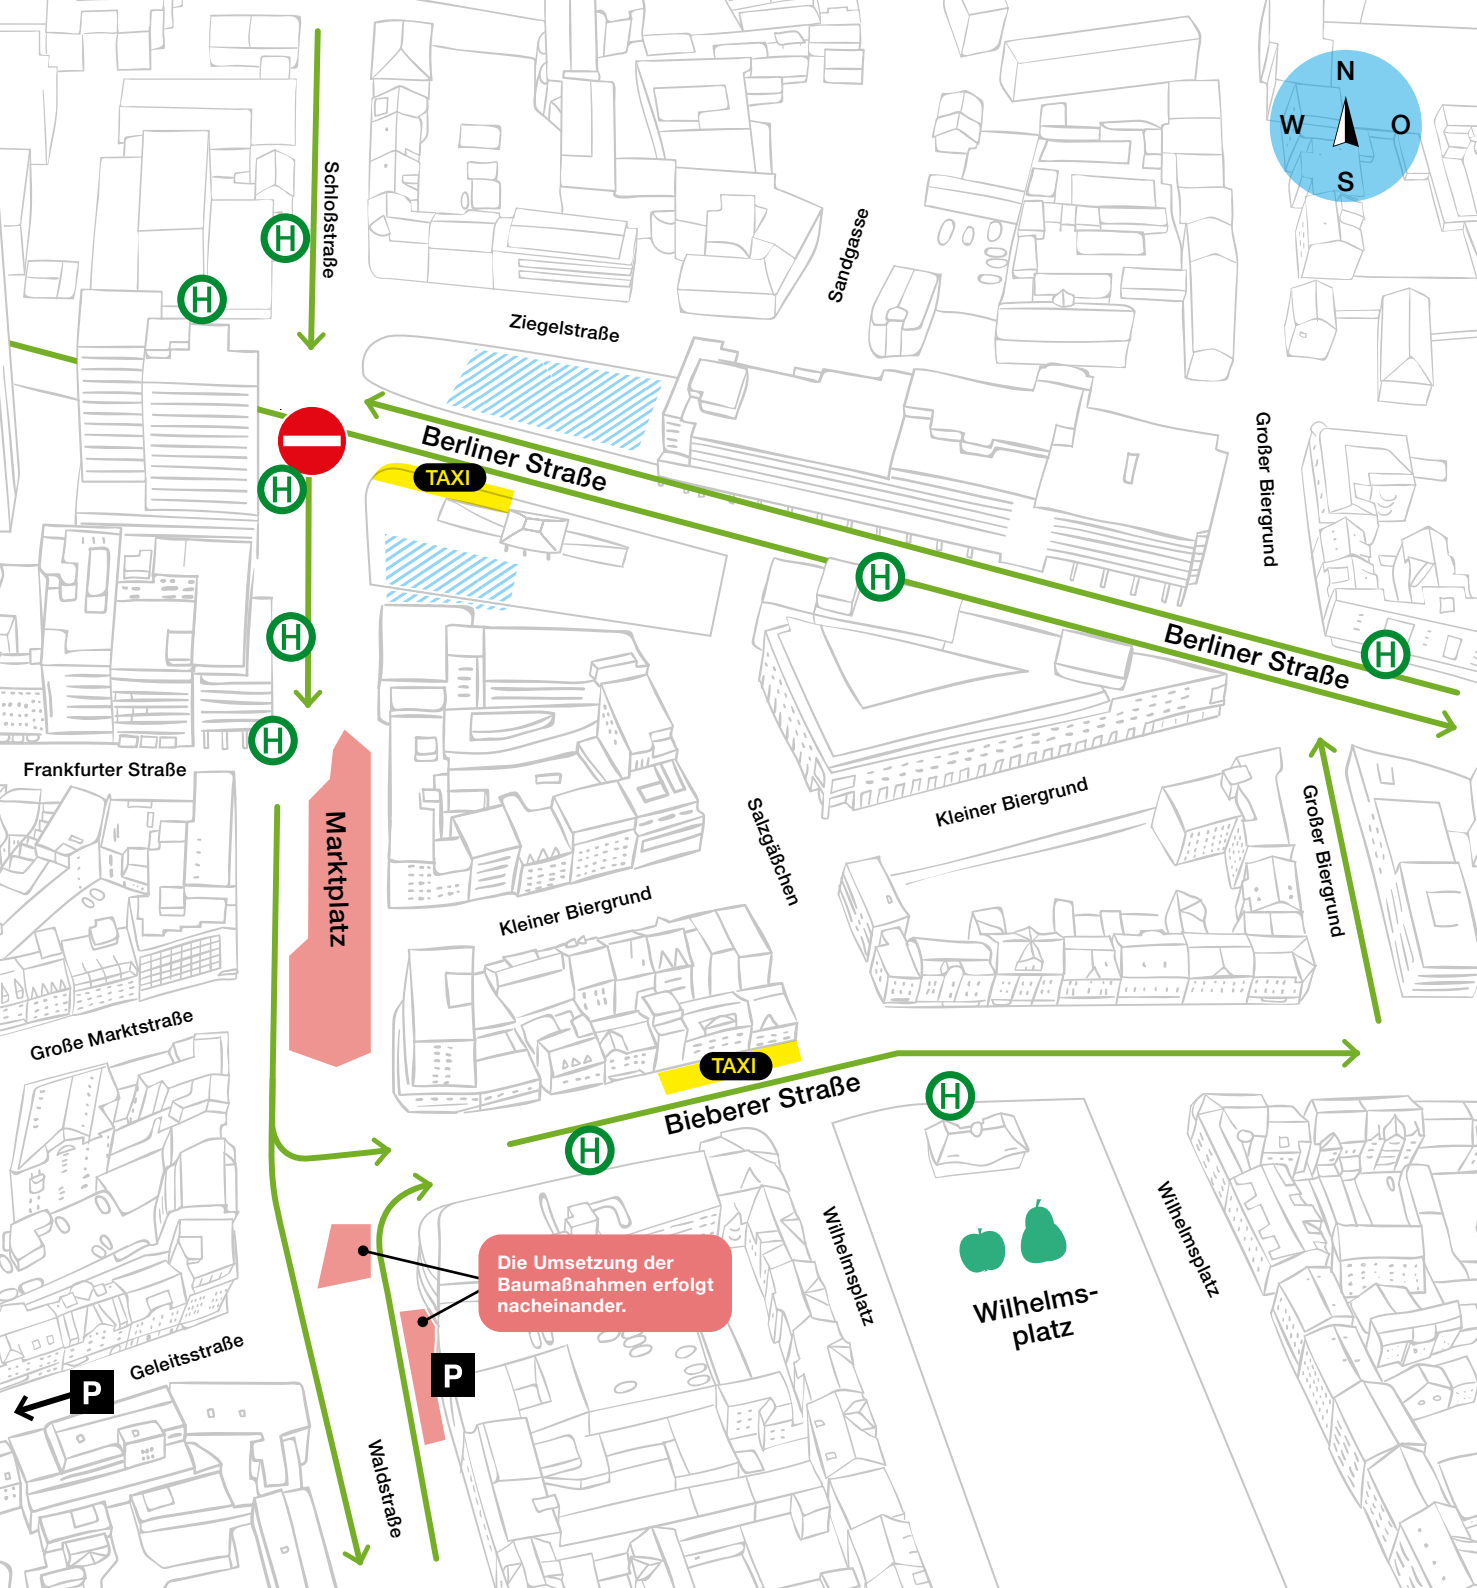 N
W
O
S
Schloßstraße
H
H
Sandgasse
Ziegelstraße
Berliner Straße
TAXI
H
Großer Biergrund
H
H
Berliner Straße
H
H
Frankfurter Straße
Marktplatz
Kleiner Biergrund
Salzgäßchen
Großer Biergrund
Kleiner Biergrund
Große Marktstraße
TAXI
Bieberer Straße
H
H
Wilhelmsplatz
Wilhelmsplatz
Die Umsetzung der
Baumaßnahmen erfolgt
nacheinander.
Wilhelms-
platz
Geleitsstraße
P
P
Waldstraße